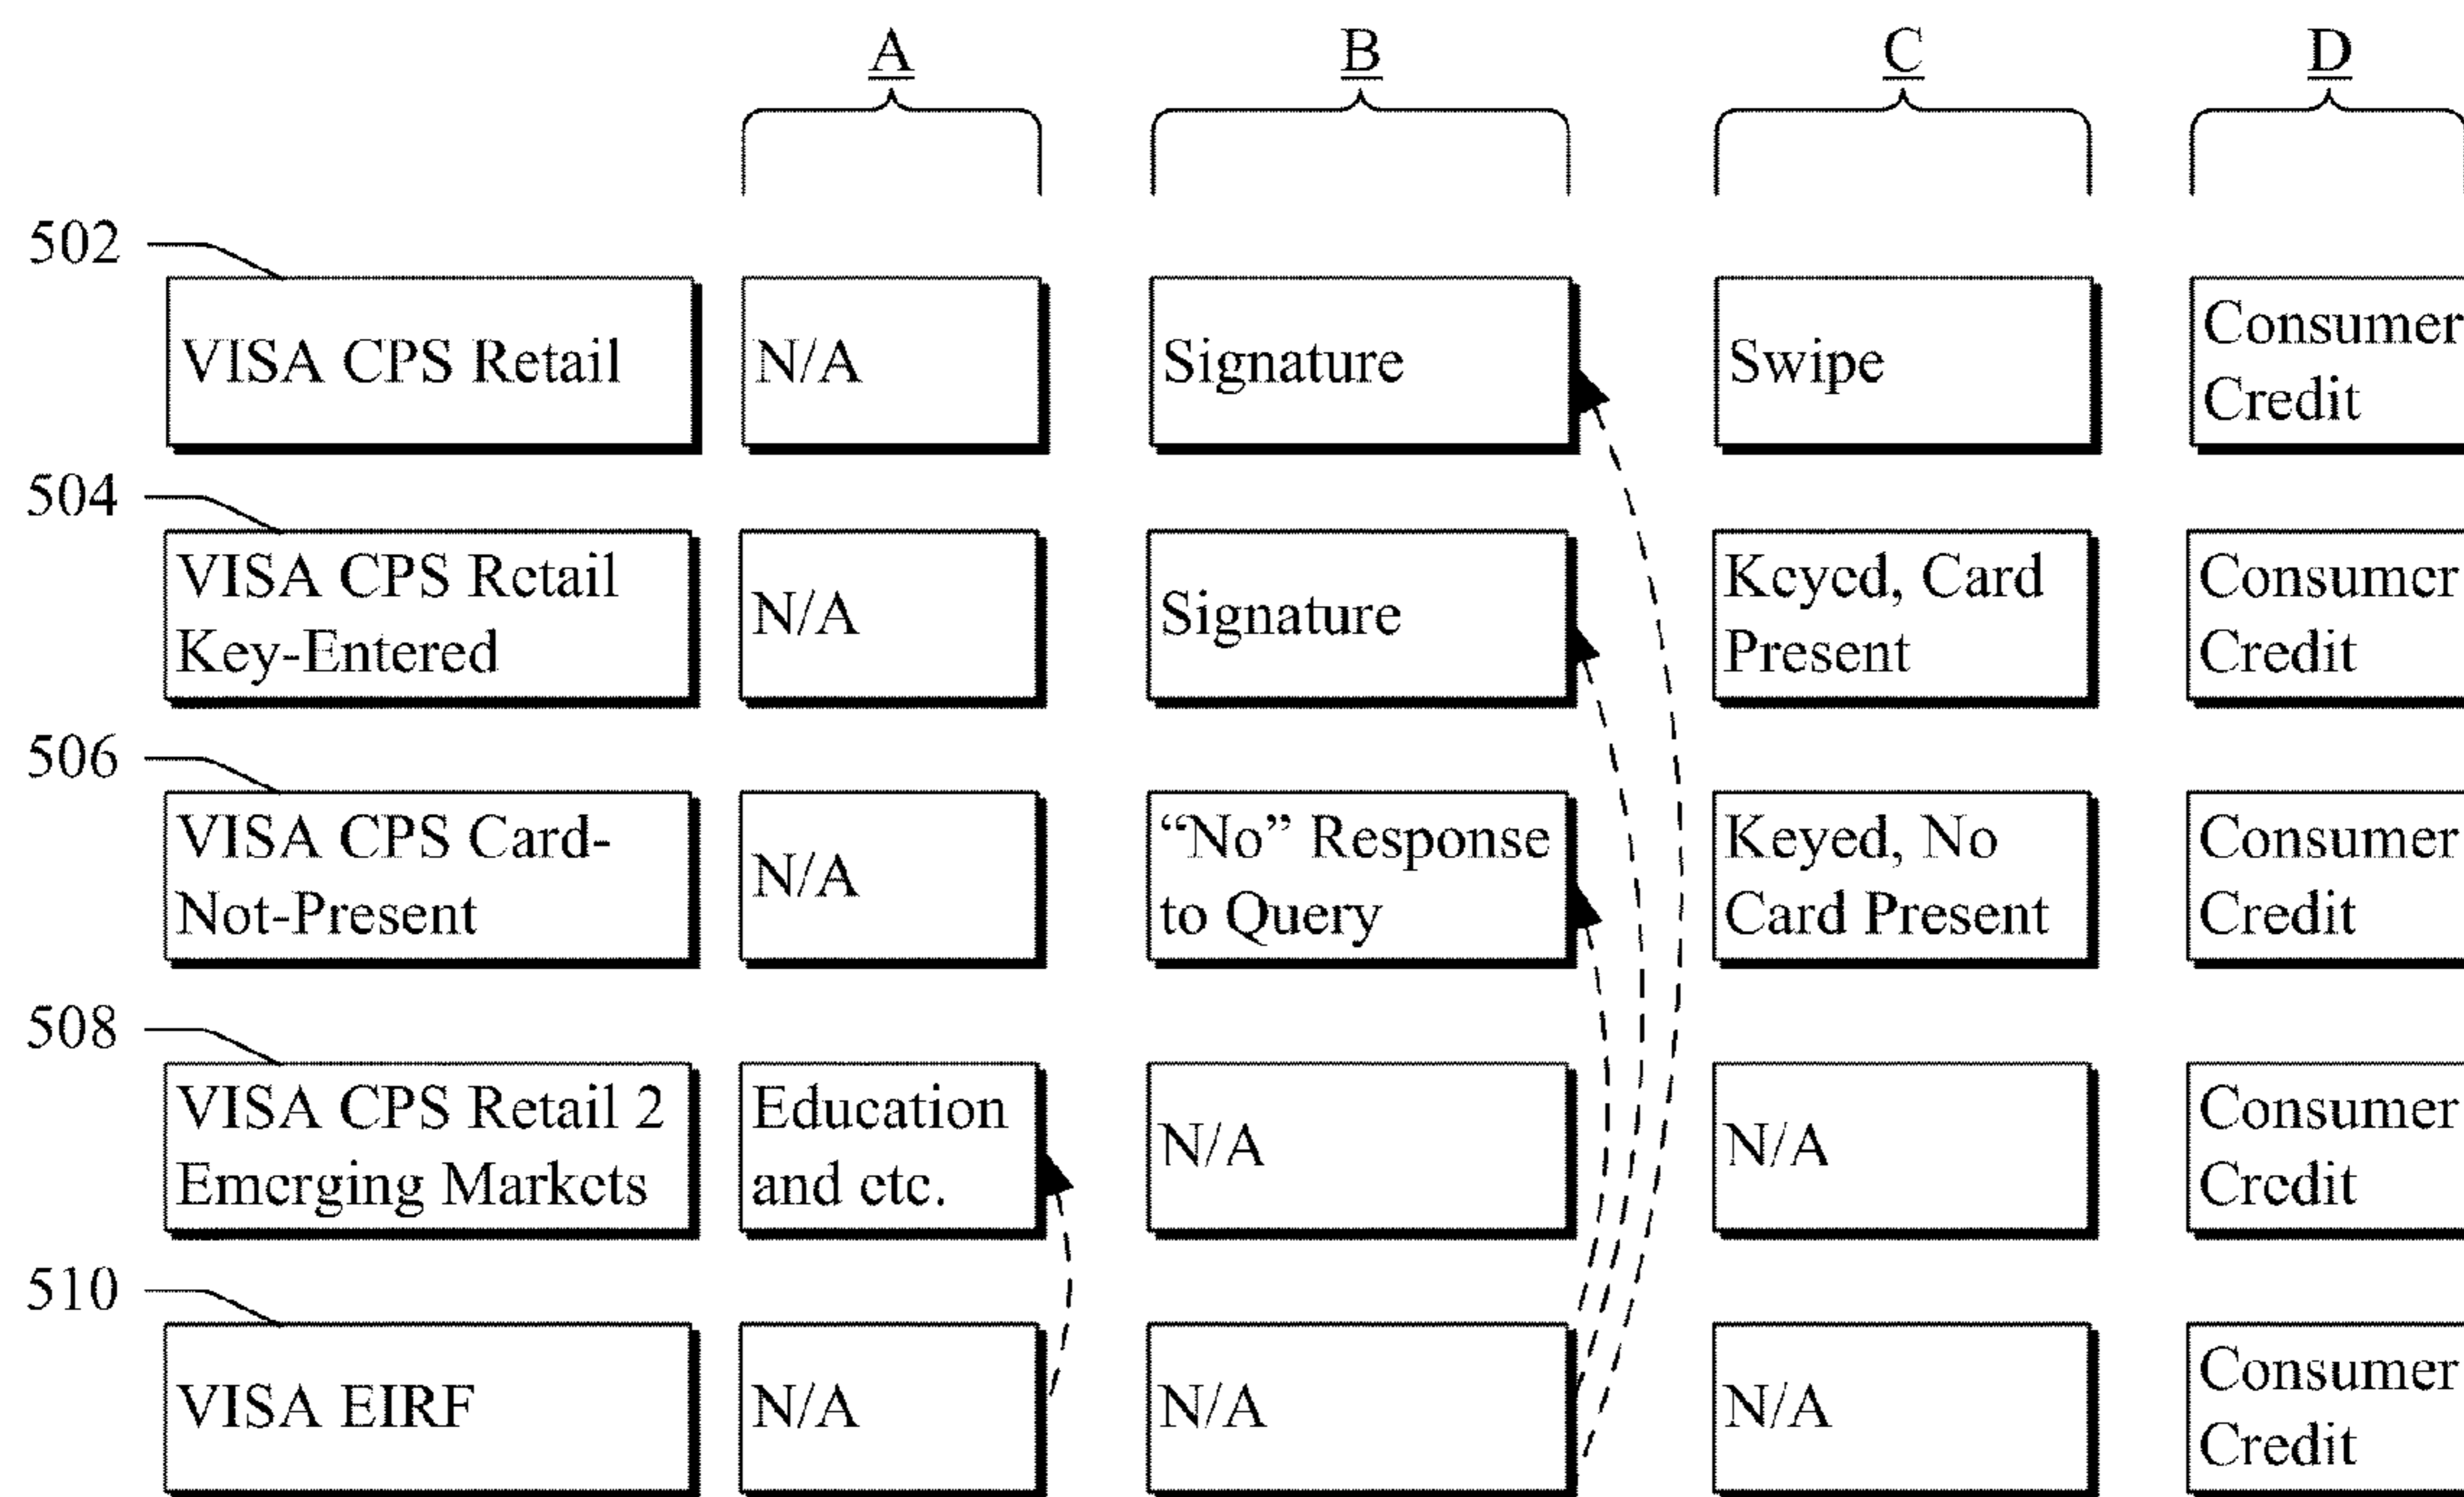 A B C D
502
VISA CPS Retail N/A Signature Swipe Consumer
Credit
504
VISA CPS Retail
Key-Entered N/A Signature Keyed, Card
Present Consumer
Credit
506
VISA CPS Card-
Not-Present N/A “No” Response
to Query Keyed, No
Card Present Consumer
Credit
508
VISA CPS Retail 2
Emerging Markets Education
and etc. N/A N/A Consumer
Credit
510
VISA EIRF N/A N/A N/A Consumer
Credit